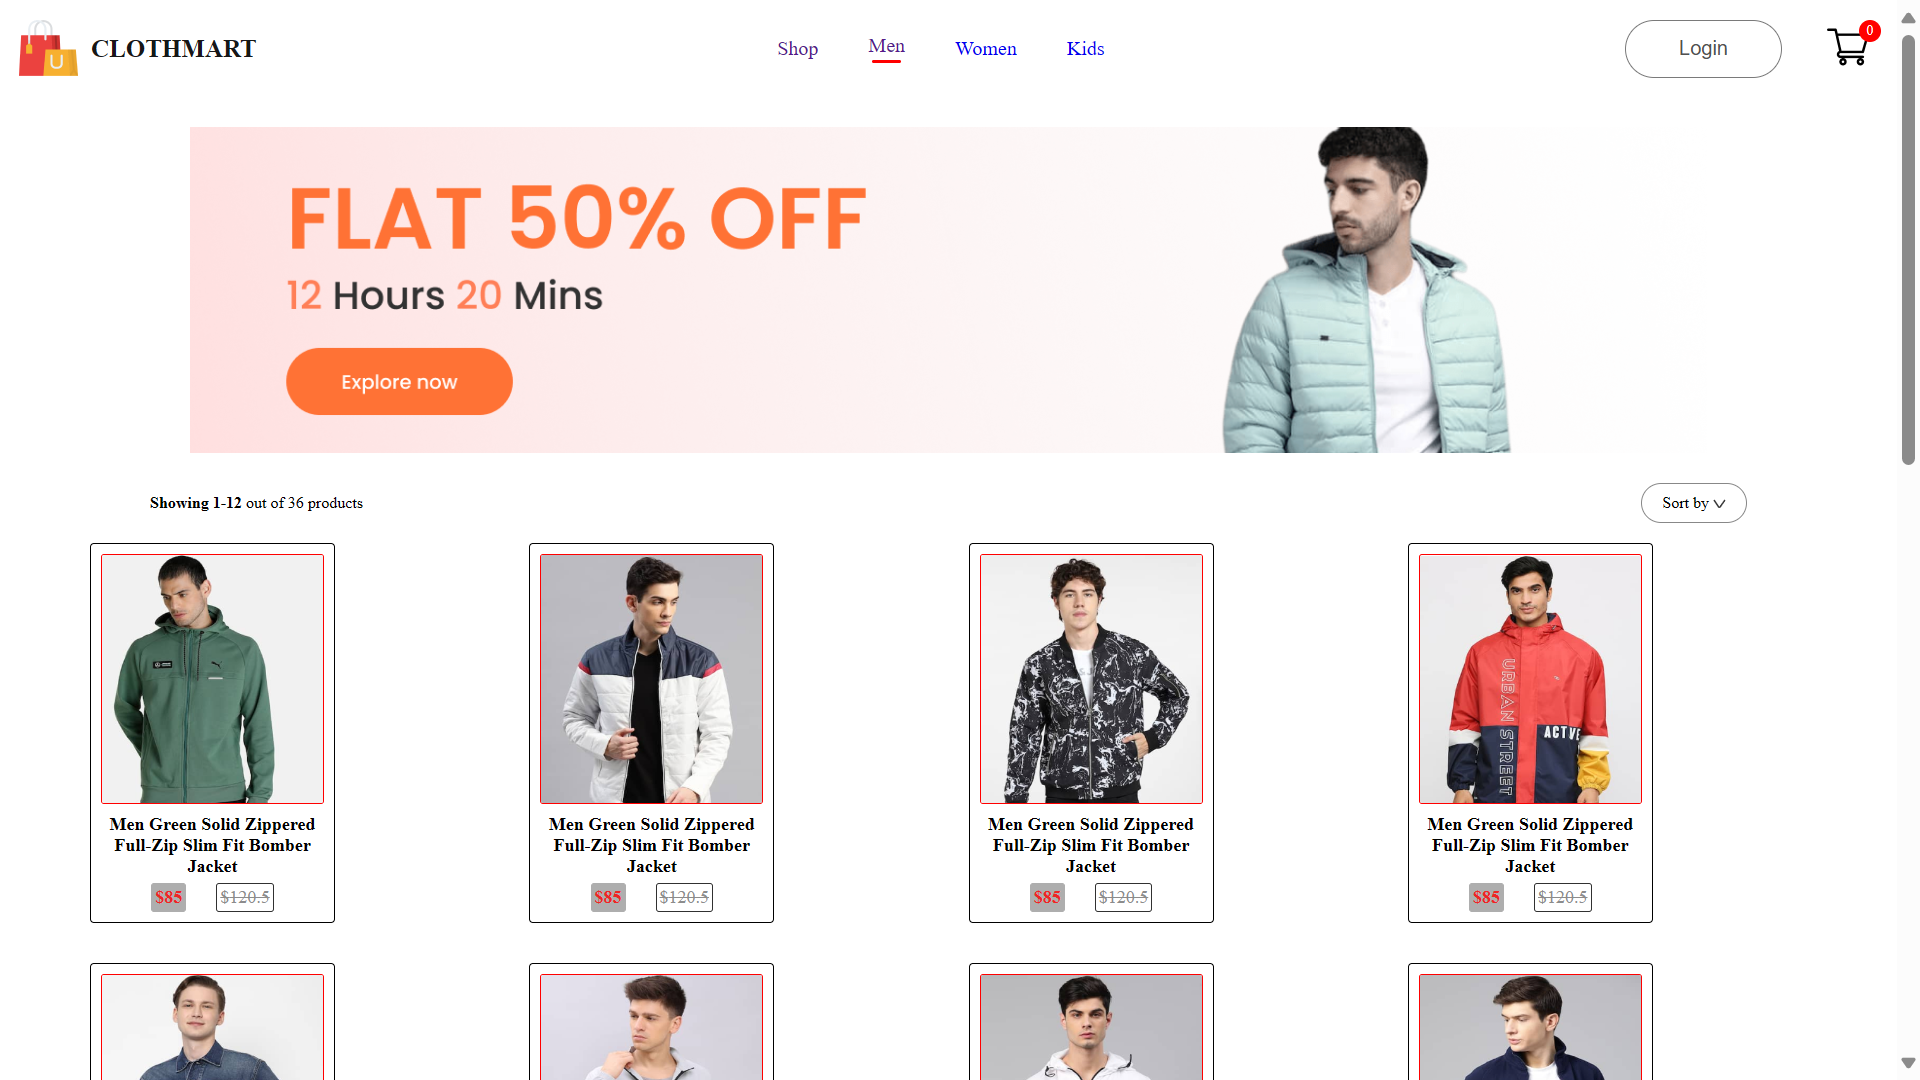 U
CLOTHMART
Shop
Men
Women
Kids
Login
0
FLAT 50% OFF
12 Hours 20 Mins
Explore now
Showing 1-12 out of 36 products
Sort by
URBAN STREET
ACTVE
Men Green Solid Zippered
Full-Zip Slim Fit Bomber
Jacket
$85 $120.5
Men Green Solid Zippered
Full-Zip Slim Fit Bomber
Jacket
$85 $120.5
Men Green Solid Zippered
Full-Zip Slim Fit Bomber
Jacket
$85 $120.5
Men Green Solid Zippered
Full-Zip Slim Fit Bomber
Jacket
$85 $120.5